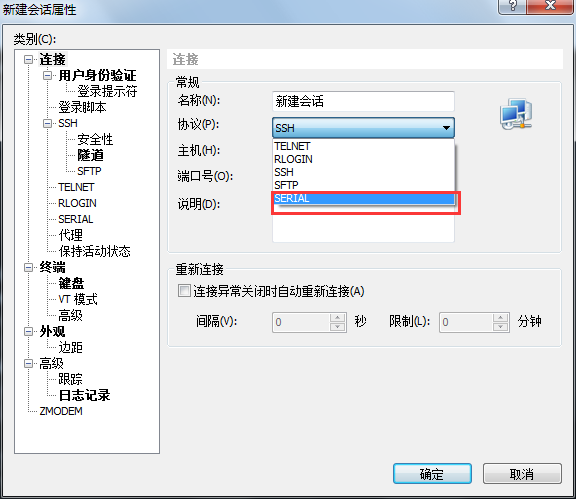 新建会话属性
类别(C):
连接
用户身份验证
登录提示符
登录脚本
SSH
安全性
隧道
SFTP
TELNET
RLOGIN
SERIAL
代理
保持活动状态
终端
键盘
VT 模式
高级
外观
边距
高级
跟踪
日志记录
ZMODEM
连接
常规
名称(N): 新建会话
协议(P): SSH
TELNET
RLOGIN
SSH
SFTP
SERIAL
主机(H):
端口号(O):
说明(D):
重新连接
连接异常关闭时自动重新连接(A)
间隔(V): 0 秒 限制(L): 0 分钟
确定 取消